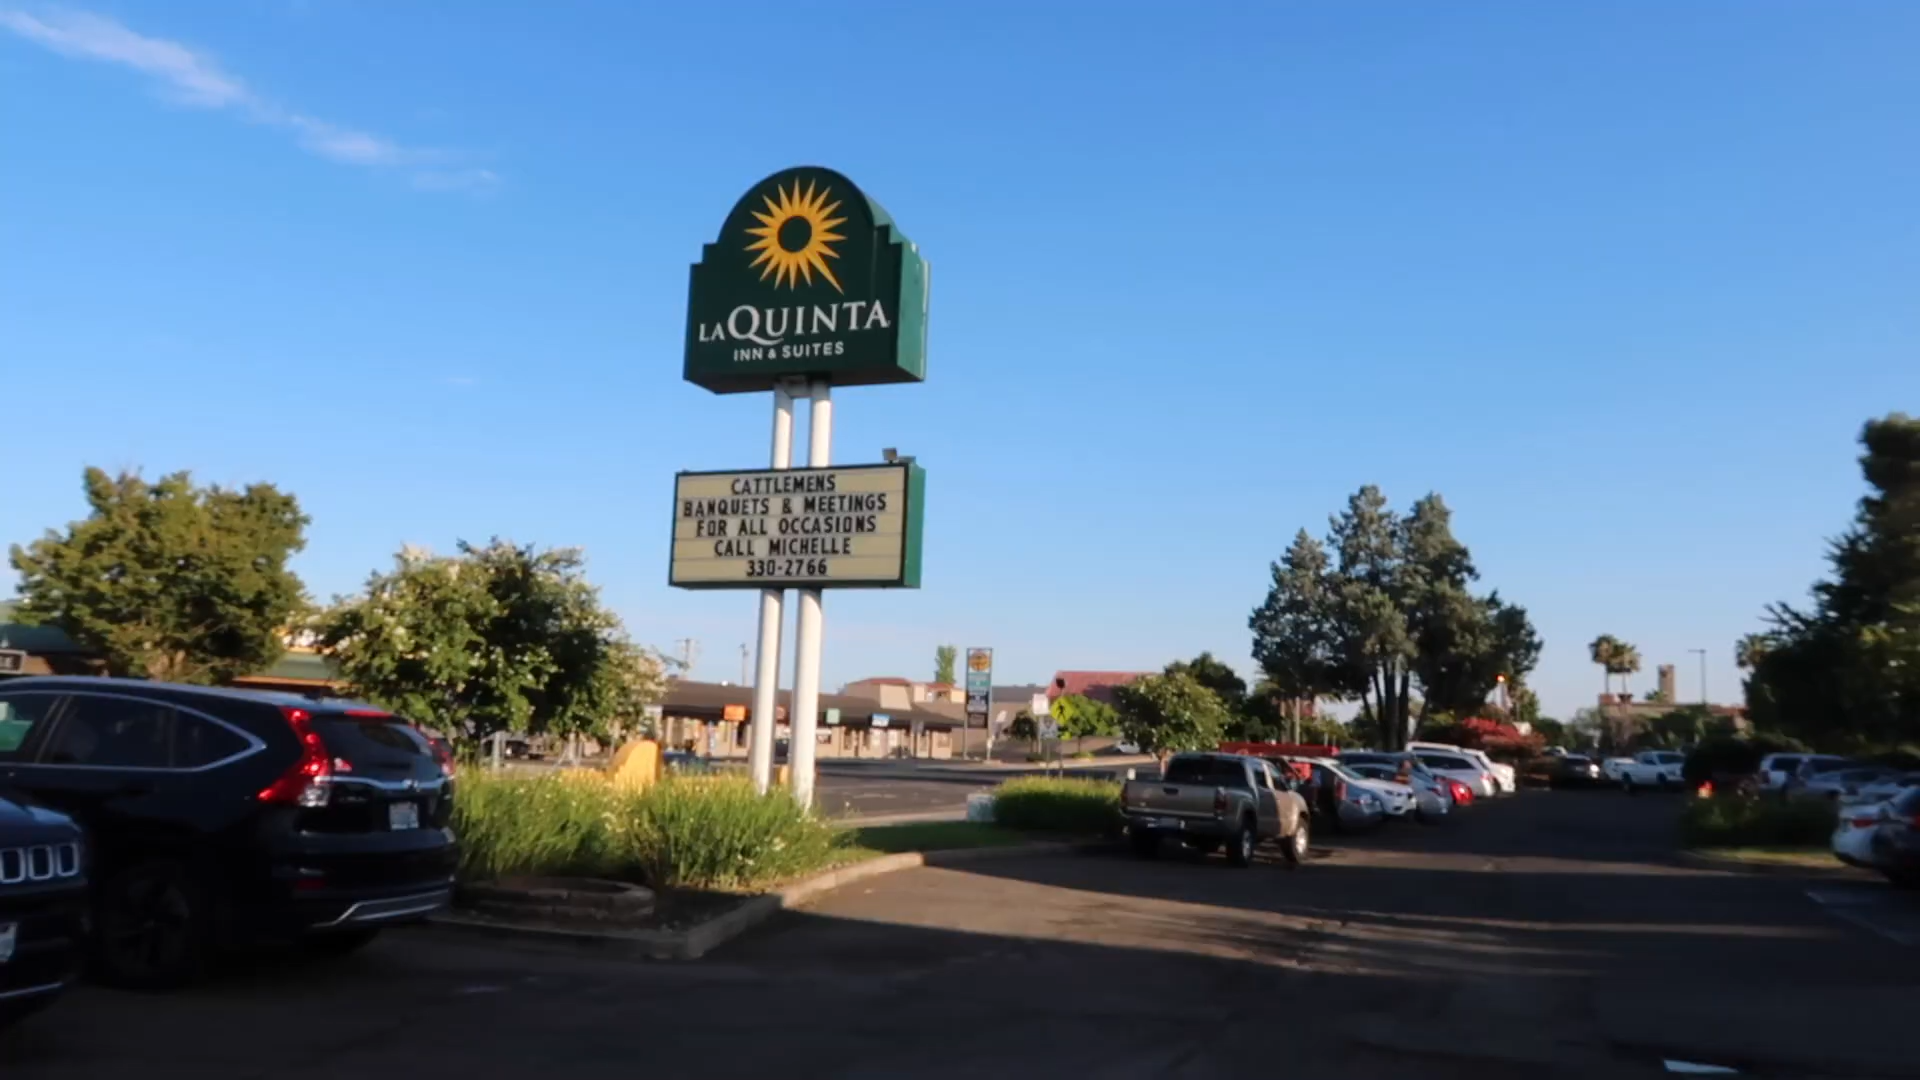 LA QUINTA
INN & SUITES
CATTLEMENS
BANQUETS & MEETINGS
FOR ALL OCCASIONS
CALL MICHELLE
330-2766